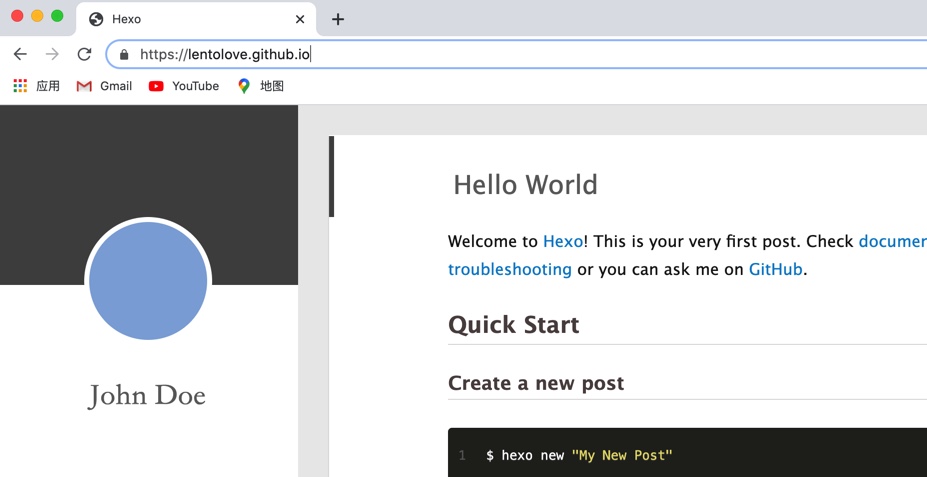 Hexo
https://lentolove.github.io
应用 Gmail YouTube 地图
Hello World
Welcome to Hexo! This is your very first post. Check
troubleshooting or you can ask me on GitHub.
Quick Start
Create a new post
1 $ hexo new "My New Post"
John Doe